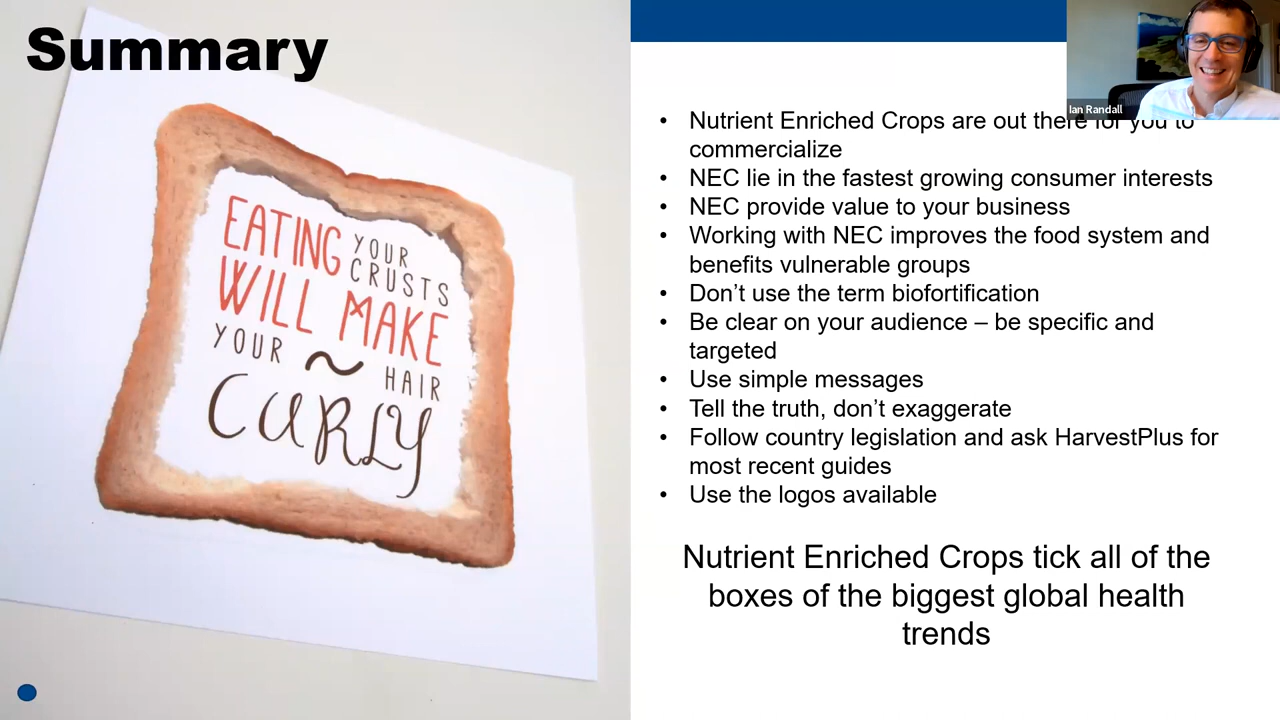 Summary
EATING YOUR
CRUSTS
WILL MAKE
YOUR ~ HAIR
CURLY
Ian Randall
• Nutrient Enriched Crops are out there for you to
commercialize
• NEC lie in the fastest growing consumer interests
• NEC provide value to your business
• Working with NEC improves the food system and
benefits vulnerable groups
• Don’t use the term biofortification
• Be clear on your audience – be specific and
targeted
• Use simple messages
• Tell the truth, don’t exaggerate
• Follow country legislation and ask HarvestPlus for
most recent guides
• Use the logos available
Nutrient Enriched Crops tick all of the
boxes of the biggest global health
trends